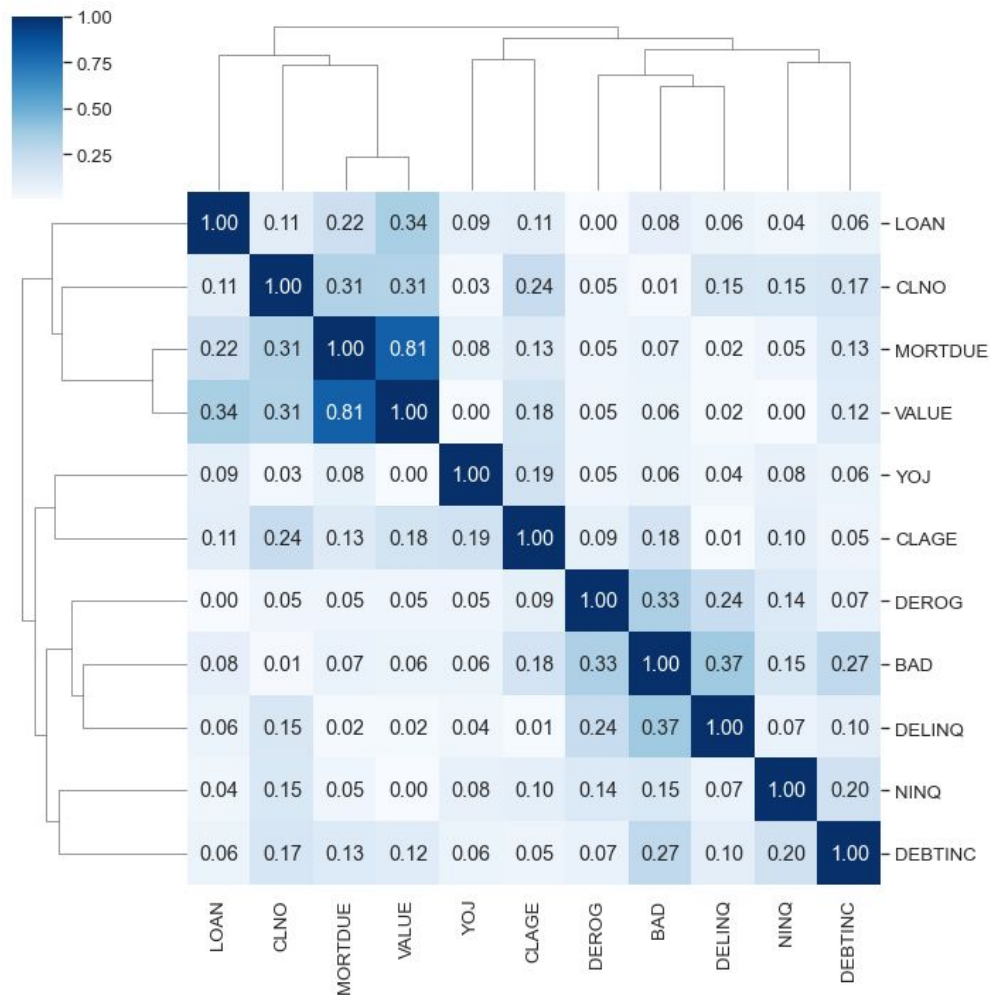 1.00
0.75
0.50
0.25
1.00 0.11 0.22 0.34 0.09 0.11 0.00 0.08 0.06 0.04 0.06 LOAN
0.11 1.00 0.31 0.31 0.03 0.24 0.05 0.01 0.15 0.15 0.17 CLNO
0.22 0.31 1.00 0.81 0.08 0.13 0.05 0.07 0.02 0.05 0.13 MORTDUE
0.34 0.31 0.81 1.00 0.00 0.18 0.05 0.06 0.02 0.00 0.12 VALUE
0.09 0.03 0.08 0.00 1.00 0.19 0.05 0.06 0.04 0.08 0.06 YOJ
0.11 0.24 0.13 0.18 0.19 1.00 0.09 0.18 0.01 0.10 0.05 CLAGE
0.00 0.05 0.05 0.05 0.05 0.09 1.00 0.33 0.24 0.14 0.07 DEROG
0.08 0.01 0.07 0.06 0.06 0.18 0.33 1.00 0.37 0.15 0.27 BAD
0.06 0.15 0.02 0.02 0.04 0.01 0.24 0.37 1.00 0.07 0.10 DELINQ
0.04 0.15 0.05 0.00 0.08 0.10 0.14 0.15 0.07 1.00 0.20 NINQ
0.06 0.17 0.13 0.12 0.06 0.05 0.07 0.27 0.10 0.20 1.00 DEBTINC
LOAN CLNO MORTDUE VALUE YOJ CLAGE DEROG BAD DELINQ NINQ DEBTINC